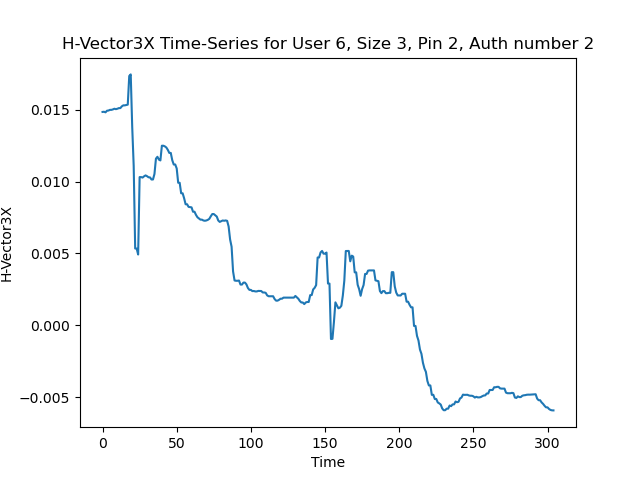 H-Vector3X Time-Series for User 6, Size 3, Pin 2, Auth number 2
H-Vector3X
0.015
0.010
0.005
0.000
−0.005
0 50 100 150 200 250 300
Time